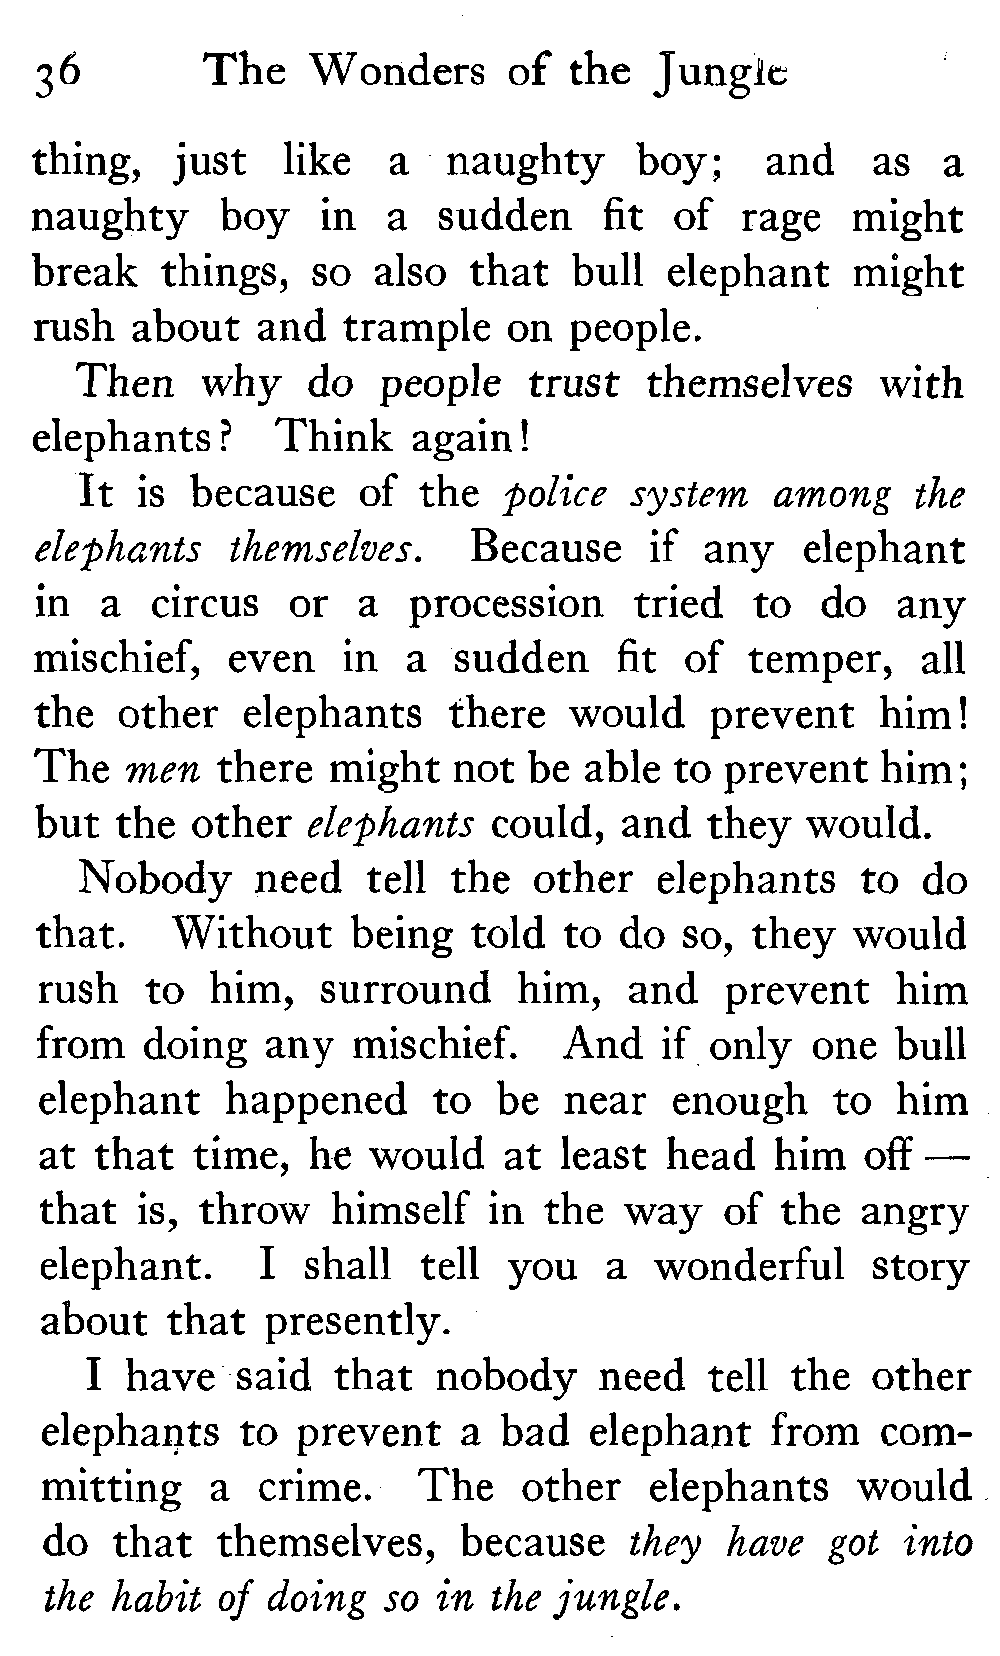 36 The Wonders of the Jungle
thing, just like a naughty boy; and as a
naughty boy in a sudden fit of rage might
break things, so also that bull elephant might
rush about and trample on people.
Then why do people trust themselves with
elephants? Think again!
It is because of the police system among the
elephants themselves. Because if any elephant
in a circus or a procession tried to do any
mischief, even in a sudden fit of temper, all
the other elephants there would prevent him!
The men there might not be able to prevent him;
but the other elephants could, and they would.
Nobody need tell the other elephants to do
that. Without being told to do so, they would
rush to him, surround him, and prevent him
from doing any mischief. And if only one bull
elephant happened to be near enough to him
at that time, he would at least head him off —
that is, throw himself in the way of the angry
elephant. I shall tell you a wonderful story
about that presently.
I have said that nobody need tell the other
elephants to prevent a bad elephant from com-
mitting a crime. The other elephants would
do that themselves, because they have got into
the habit of doing so in the jungle.